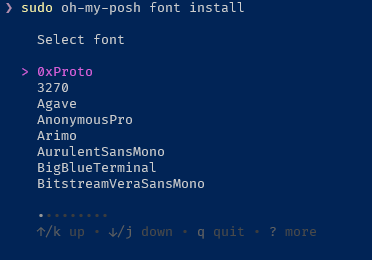 ❯ sudo oh-my-posh font install
Select font
> 0xProto
3270
Agave
AnonymousPro
Arimo
AurulentSansMono
BigBlueTerminal
BitstreamVeraSansMono
•••••••••
↑/k up • ↓/j down • q quit • ? more